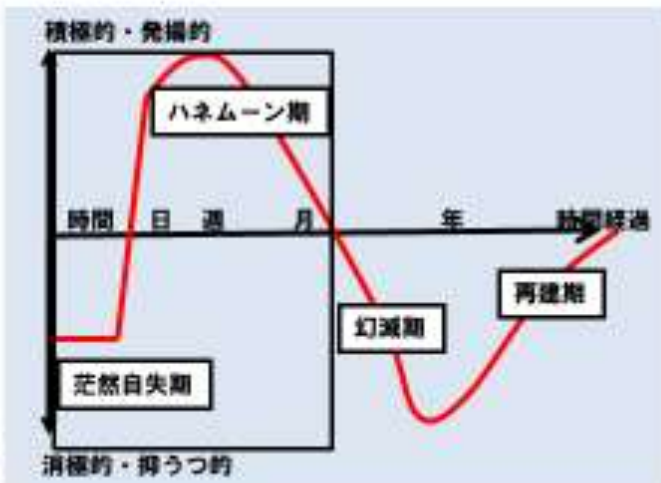 積極的・発揚的
ハネムーン期
時間 日 週 月 年 時間経過
再建期
幻滅期
茫然自失期
消極的・抑うつ的